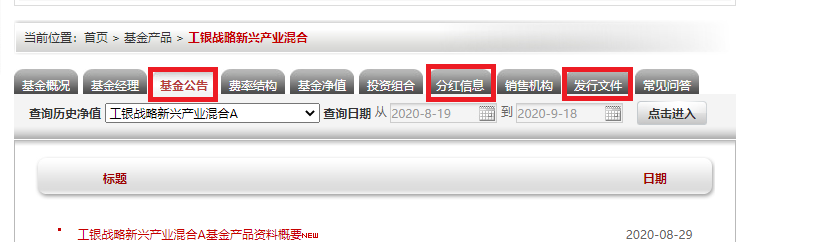 当前位置：首页 > 基金产品 > 工银战略新兴产业混合
基金概况 基金经理 基金公告 费率结构 基金净值 投资组合 分红信息 销售机构 发行文件 常见问答
查询历史净值 工银战略新兴产业混合A 查询日期 从 2020-8-19 到 2020-9-18 点击进入
标题 日期
工银战略新兴产业混合A基金产品资料概要NEW 2020-08-29